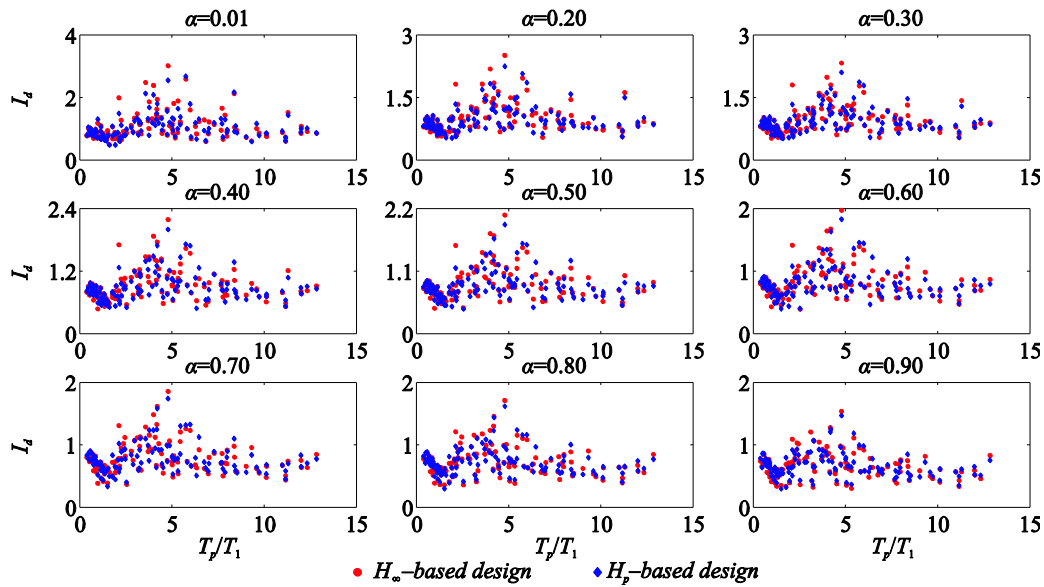 α=0.01 α=0.20 α=0.30
4 3 3
I_d 2 1.5 1.5
0 0 0
0 5 10 15 0 5 10 15 0 5 10 15
α=0.40 α=0.50 α=0.60
2.4 2.2 2
I_d 1.2 1.1 1
0 0 0
0 5 10 15 0 5 10 15 0 5 10 15
α=0.70 α=0.80 α=0.90
2 2 2
I_d 1 1 1
0 0 0
0 5 10 15 0 5 10 15 0 5 10 15
T_p/T_1 T_p/T_1 T_p/T_1
H_∞–based design H_p–based design